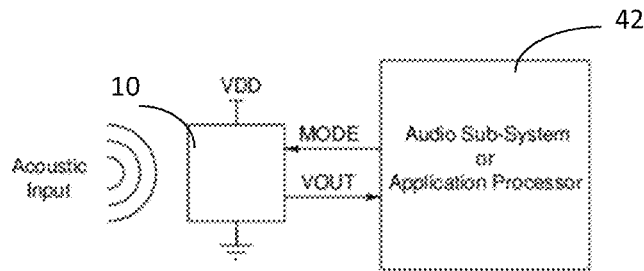 42
10
VDD
MODE
VOUT
Acoustic
Input
Audio Sub-System
or
Application Processor